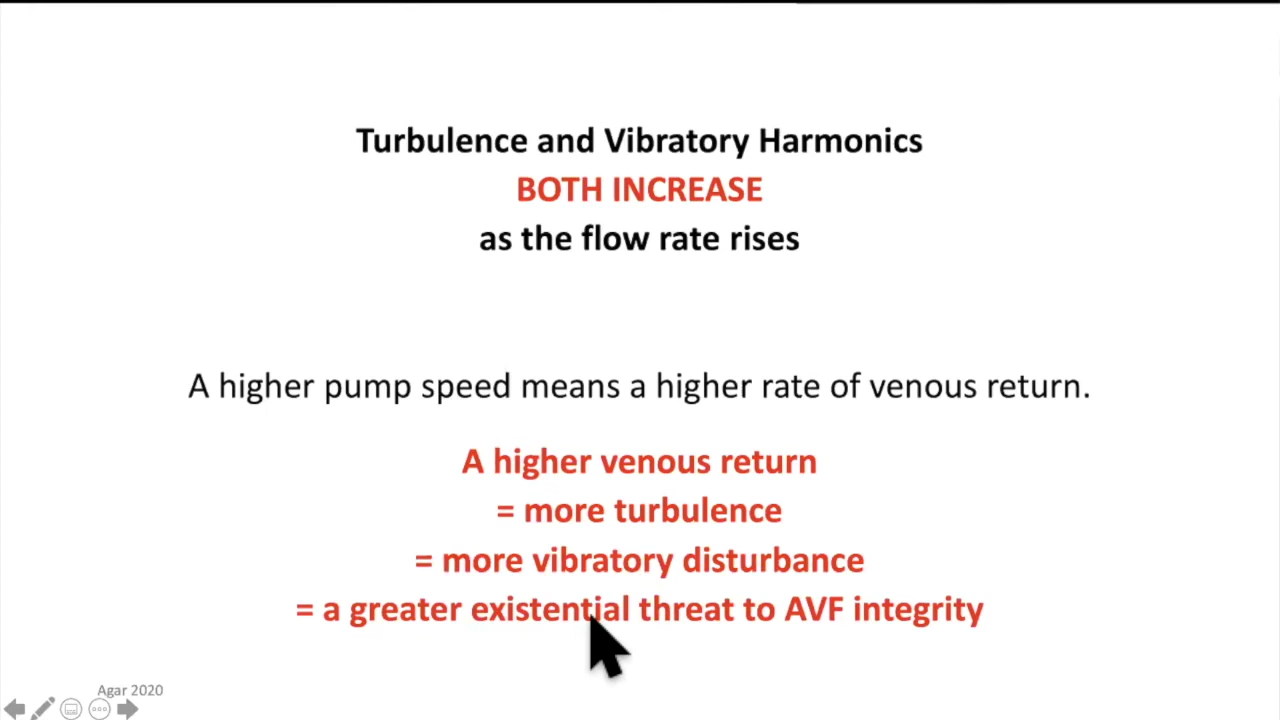 Turbulence and Vibratory Harmonics
BOTH INCREASE
as the flow rate rises
A higher pump speed means a higher rate of venous return.
A higher venous return
= more turbulence
= more vibratory disturbance
= a greater existential threat to AVF integrity
Agar 2020